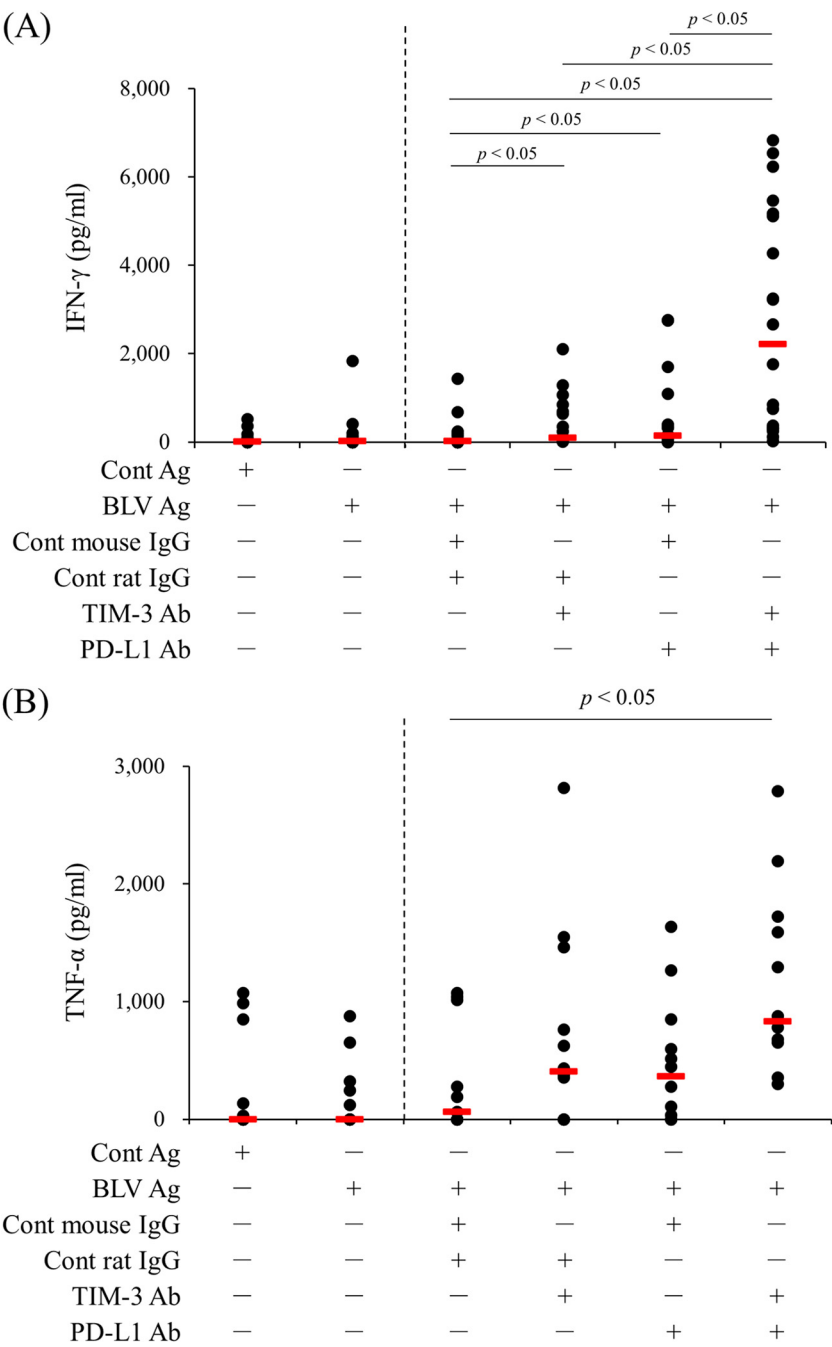 (A)
p < 0.05
p < 0.05
p < 0.05
p < 0.05
p < 0.05
IFN-γ (pg/ml)
8,000
6,000
4,000
2,000
0
Cont Ag + — — — — —
BLV Ag — + + + + +
Cont mouse IgG — — + — + —
Cont rat IgG — — + + — —
TIM-3 Ab — — — + — +
PD-L1 Ab — — — — + +
(B)
p < 0.05
TNF-α (pg/ml)
3,000
2,000
1,000
0
Cont Ag + — — — — —
BLV Ag — + + + + +
Cont mouse IgG — — + — + —
Cont rat IgG — — + + — —
TIM-3 Ab — — — + — +
PD-L1 Ab — — — — + +